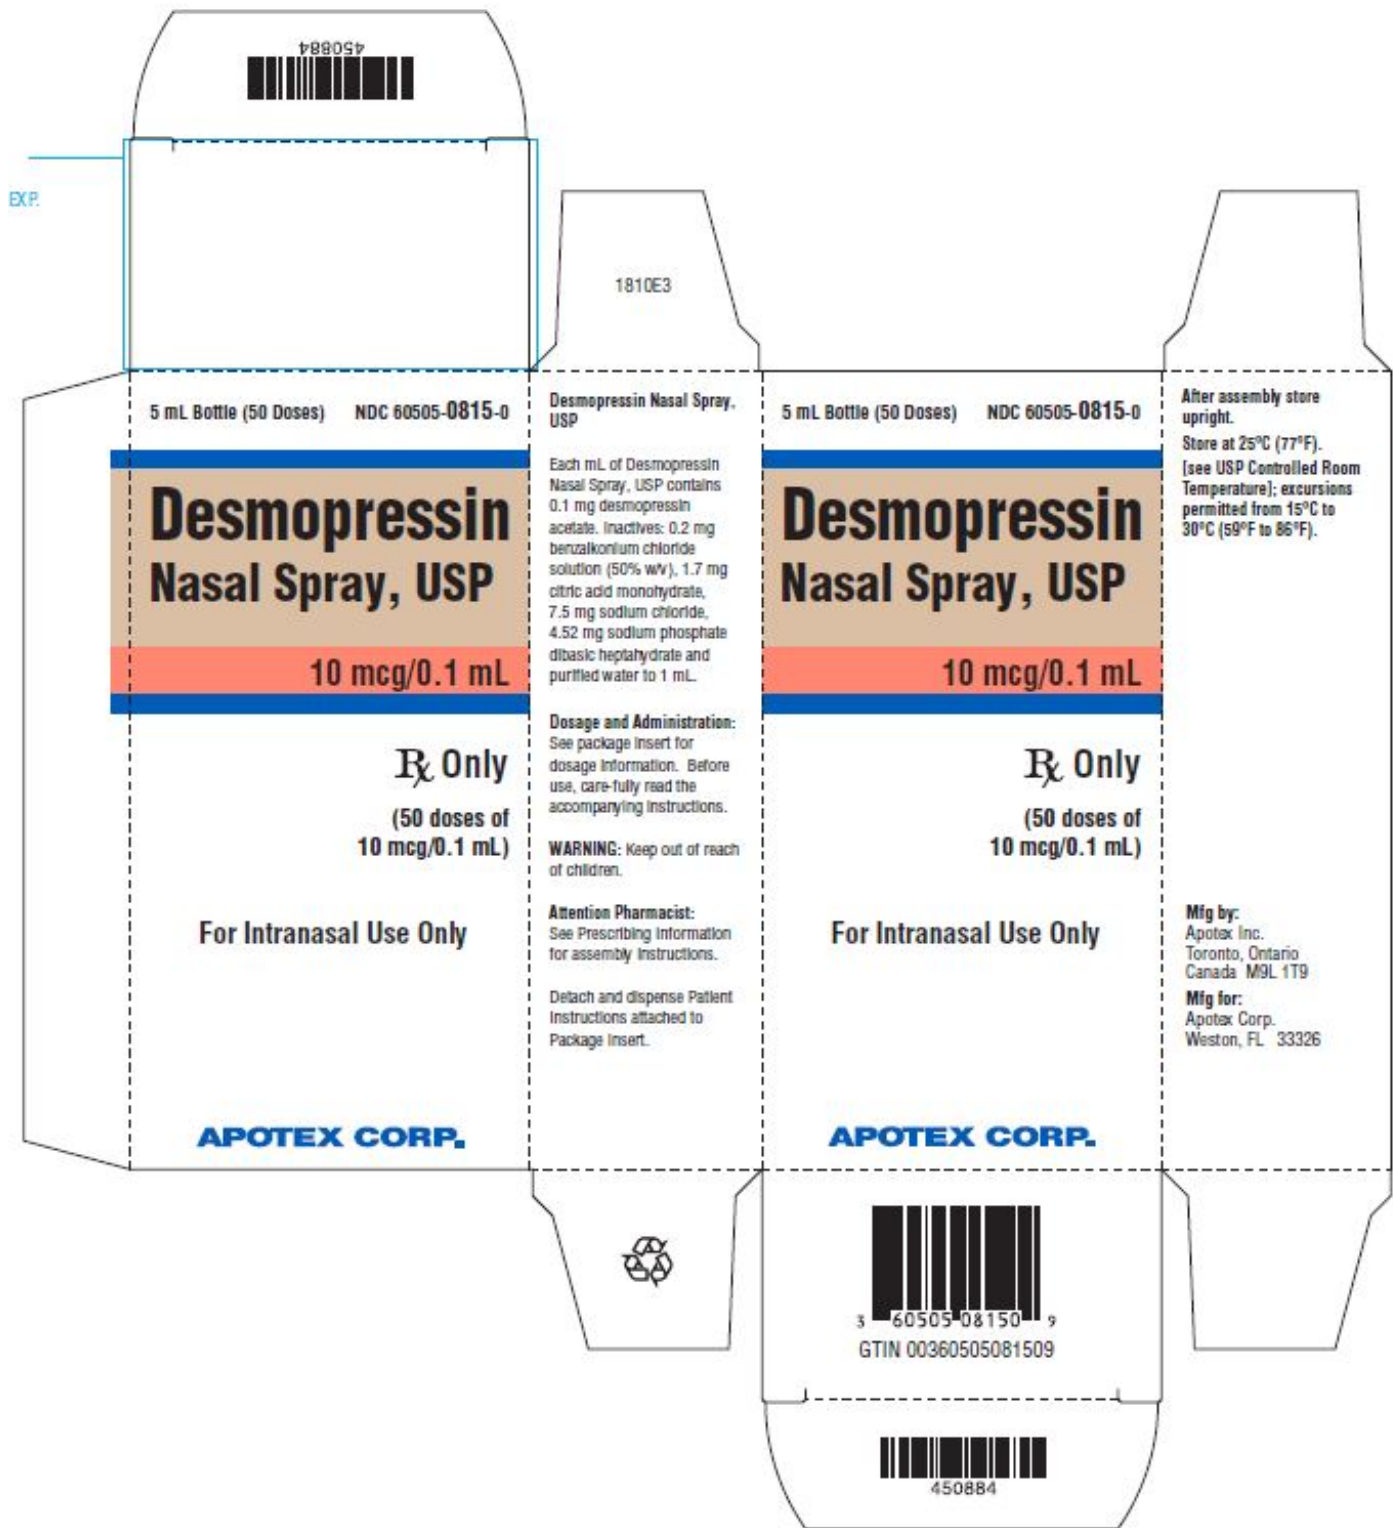 450884
EXP.
1810E3
5 mL Bottle (50 Doses) NDC 60505-0815-0
Desmopressin
Nasal Spray, USP
10 mcg/0.1 mL
Rx Only
(50 doses of
10 mcg/0.1 mL)
For Intranasal Use Only
APOTEX CORP.
Desmopressin Nasal Spray,
USP
Each mL of Desmopressin
Nasal Spray, USP contains
0.1 mg desmopressin
acetate. Inactives: 0.2 mg
benzalkonium chloride
solution (50% w/v), 1.7 mg
citric acid monohydrate,
7.5 mg sodium chloride,
4.52 mg sodium phosphate
dibasic heptahydrate and
purified water to 1 mL.
Dosage and Administration:
See package insert for
dosage information. Before
use, care-fully read the
accompanying instructions.
WARNING: Keep out of reach
of children.
Attention Pharmacist:
See Prescribing Information
for assembly instructions.
Detach and dispense Patient
Instructions attached to
Package Insert.
5 mL Bottle (50 Doses) NDC 60505-0815-0
Desmopressin
Nasal Spray, USP
10 mcg/0.1 mL
Rx Only
(50 doses of
10 mcg/0.1 mL)
For Intranasal Use Only
APOTEX CORP.
After assembly store
upright.
Store at 25°C (77°F).
[see USP Controlled Room
Temperature]; excursions
permitted from 15°C to
30°C (59°F to 86°F).
Mfg by:
Apotex Inc.
Toronto, Ontario
Canada M9L 1T9
Mfg for:
Apotex Corp.
Weston, FL 33326
3 60505 08150 9
GTIN 00360505081509
450884